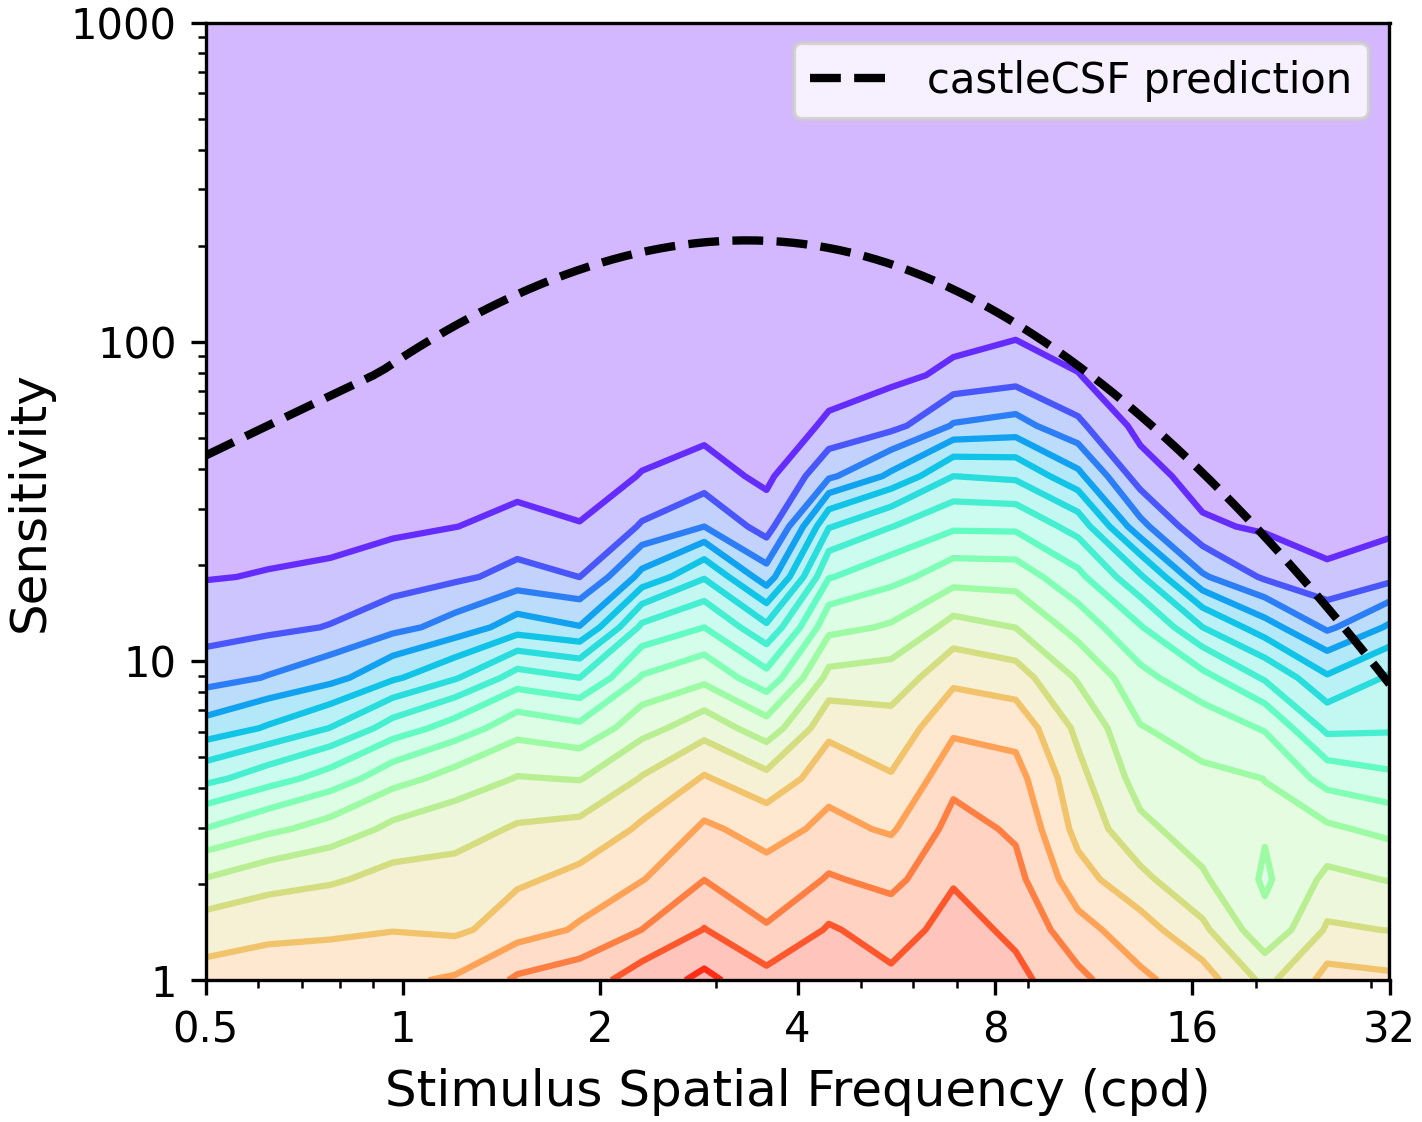 1000
castleCSF prediction
100
Sensitivity
10
1
0.5 1 2 4 8 16 32
Stimulus Spatial Frequency (cpd)